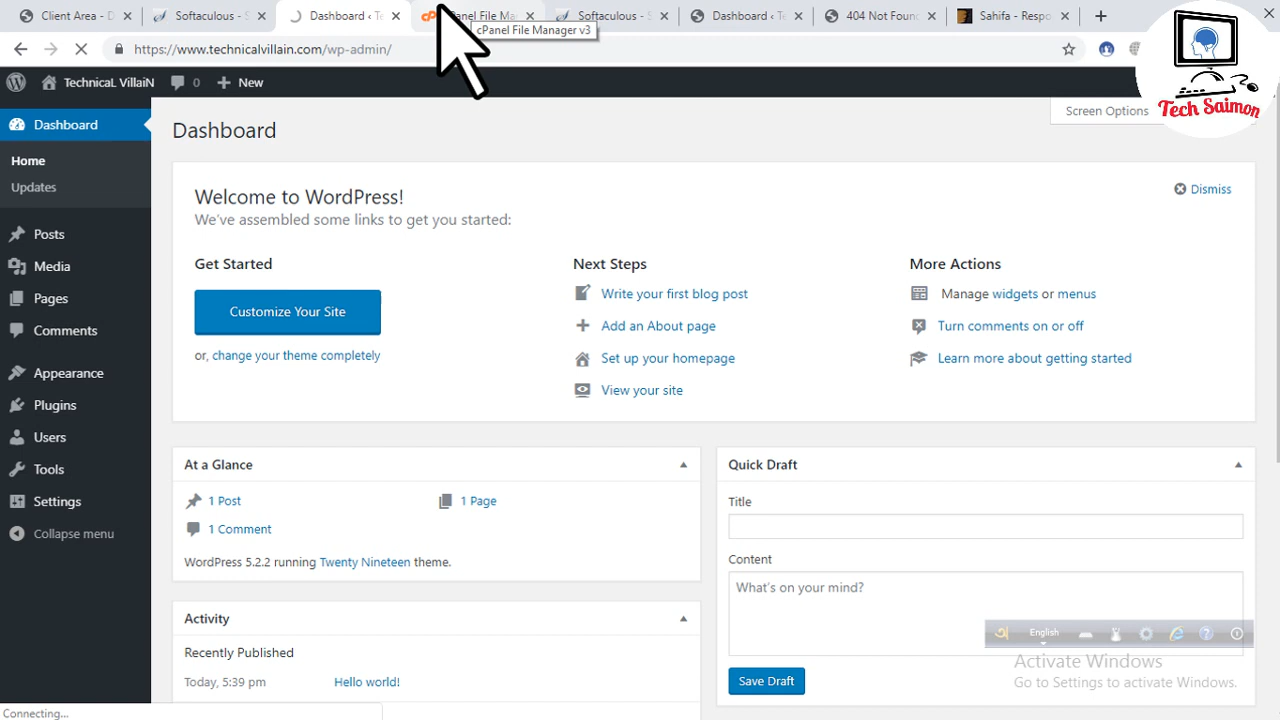 Client Area - D
Softaculous - S
Dashboard ‹ Te
cPanel File Ma
Softaculous - S
Dashboard ‹ T
404 Not Foun
Sahifa - Respo
cPanel File Manager v3
https://www.technicalvillain.com/wp-admin/
TechnicaL VillaiN
0
New
Tech Saimon
Screen Options
Dashboard
Home
Updates
Posts
Media
Pages
Comments
Appearance
Plugins
Users
Tools
Settings
Collapse menu
Dashboard
Welcome to WordPress!
Dismiss
We've assembled some links to get you started:
Get Started
Customize Your Site
or, change your theme completely
Next Steps
Write your first blog post
Add an About page
Set up your homepage
View your site
More Actions
Manage widgets or menus
Turn comments on or off
Learn more about getting started
At a Glance
1 Post
1 Page
1 Comment
WordPress 5.2.2 running Twenty Nineteen theme.
Activity
Recently Published
Today, 5:39 pm
Hello world!
Quick Draft
Title
Content
What's on your mind?
Save Draft
English
Activate Windows
Go to Settings to activate Windows.
Connecting...